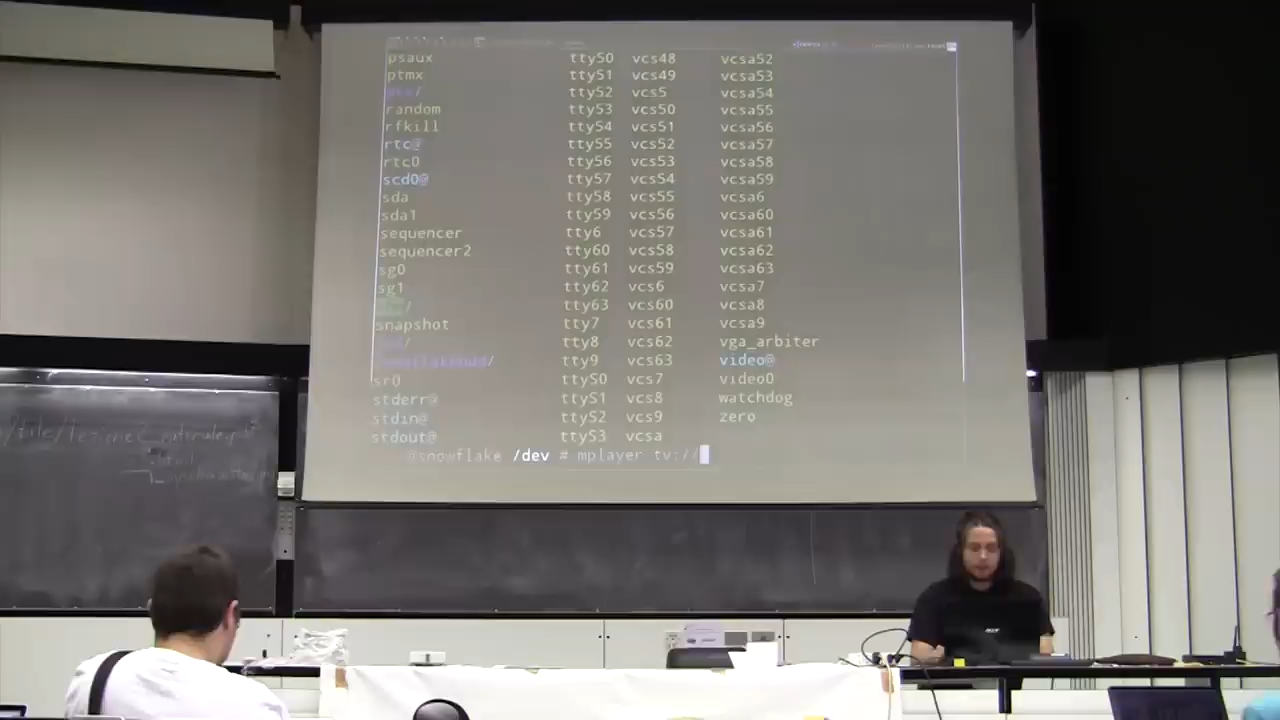 psaux tty50 vcs48 vcsa52
ptmx tty51 vcs49 vcsa53
tty52 vcs5 vcsa54
random tty53 vcs50 vcsa55
rfkill tty54 vcs51 vcsa56
rtc@ tty55 vcs52 vcsa57
rtc0 tty56 vcs53 vcsa58
scd0@ tty57 vcs54 vcsa59
sda tty58 vcs55 vcsa6
sda1 tty59 vcs56 vcsa60
sequencer tty6 vcs57 vcsa61
sequencer2 tty60 vcs58 vcsa62
sg0 tty61 vcs59 vcsa63
sg1 tty62 vcs6 vcsa7
tty63 vcs60 vcsa8
snapshot tty7 vcs61 vcsa9
tty8 vcs62 vga_arbiter
tty9 vcs63 video@
sr0 ttyS0 vcs7 video0
stderr@ ttyS1 vcs8 watchdog
stdin@ ttyS2 vcs9 zero
stdout@ ttyS3 vcsa
@snowflake /dev # mplayer tv://
acer